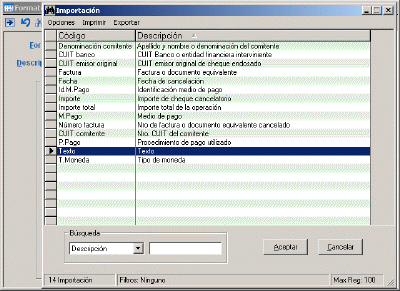 Format
Importación
Opciones Imprimir Exportar
For
Descrip
Código Descripción
Denominación comitente Apellido y nombre o denominación del comitente
CUIT banco CUIT Banco o entidad financiera interviniente
CUIT emisor original CUIT emisor original de cheque endosado
Factura Factura o documento equivalente
Fecha Fecha de cancelación
Id.M.Pago Identificación medio de pago
Importe Importe de cheque cancelatorio
Importe total Importe total de la operación
M.Pago Medio de pago
Número factura Nro de factura o documento equivalente cancelado
CUIT comitente Nro. CUIT del comitente
P.Pago Procedimiento de pago utilizado
Texto Texto
T.Moneda Tipo de moneda
Búsqueda
Descripción
Aceptar Cancelar
14 Importación Filtros: Ninguno Max Reg: 100